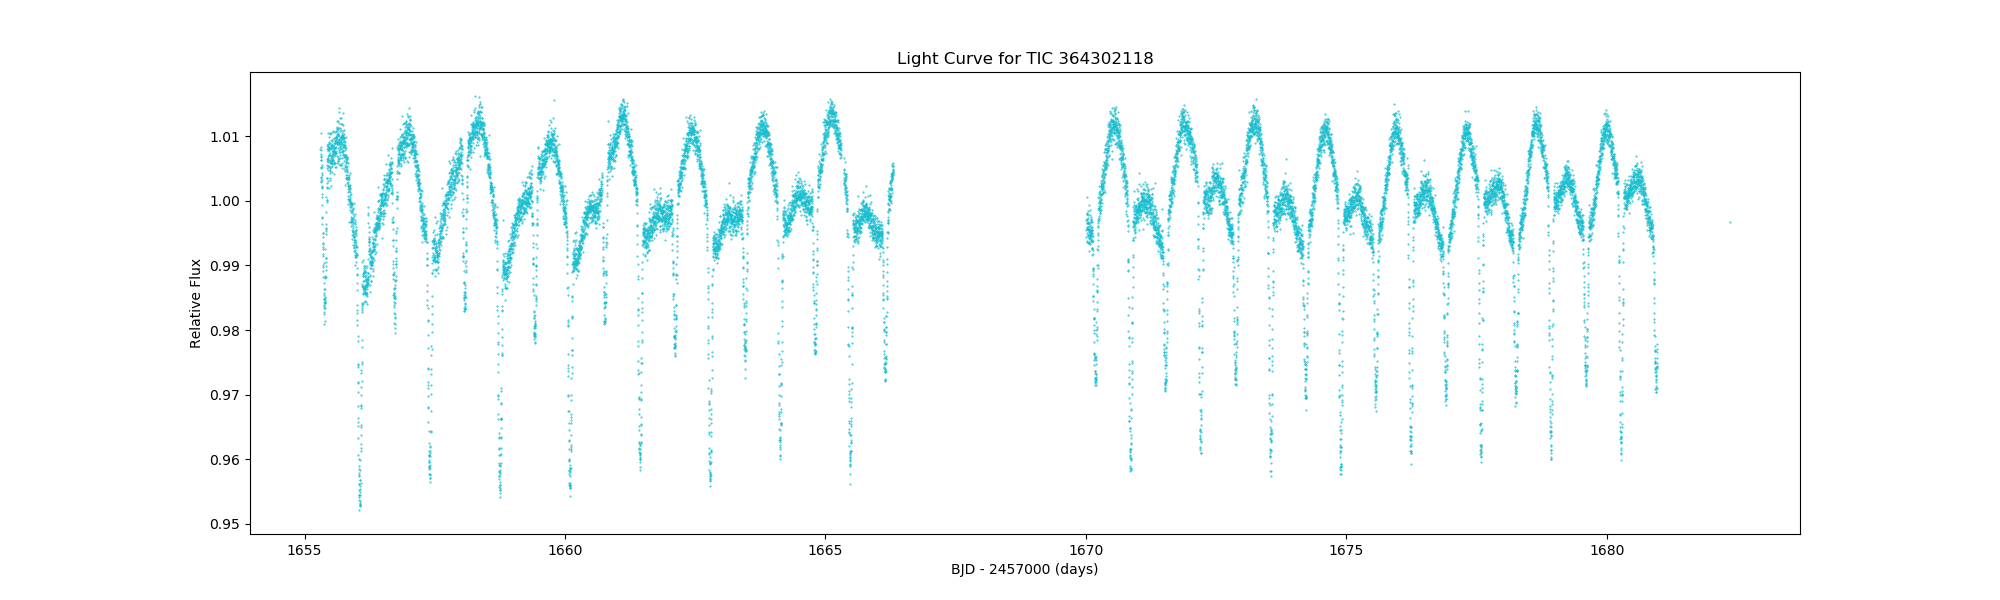 Light Curve for TIC 364302118
Relative Flux
1.01
1.00
0.99
0.98
0.97
0.96
0.95
1655 1660 1665 1670 1675 1680
BJD - 2457000 (days)